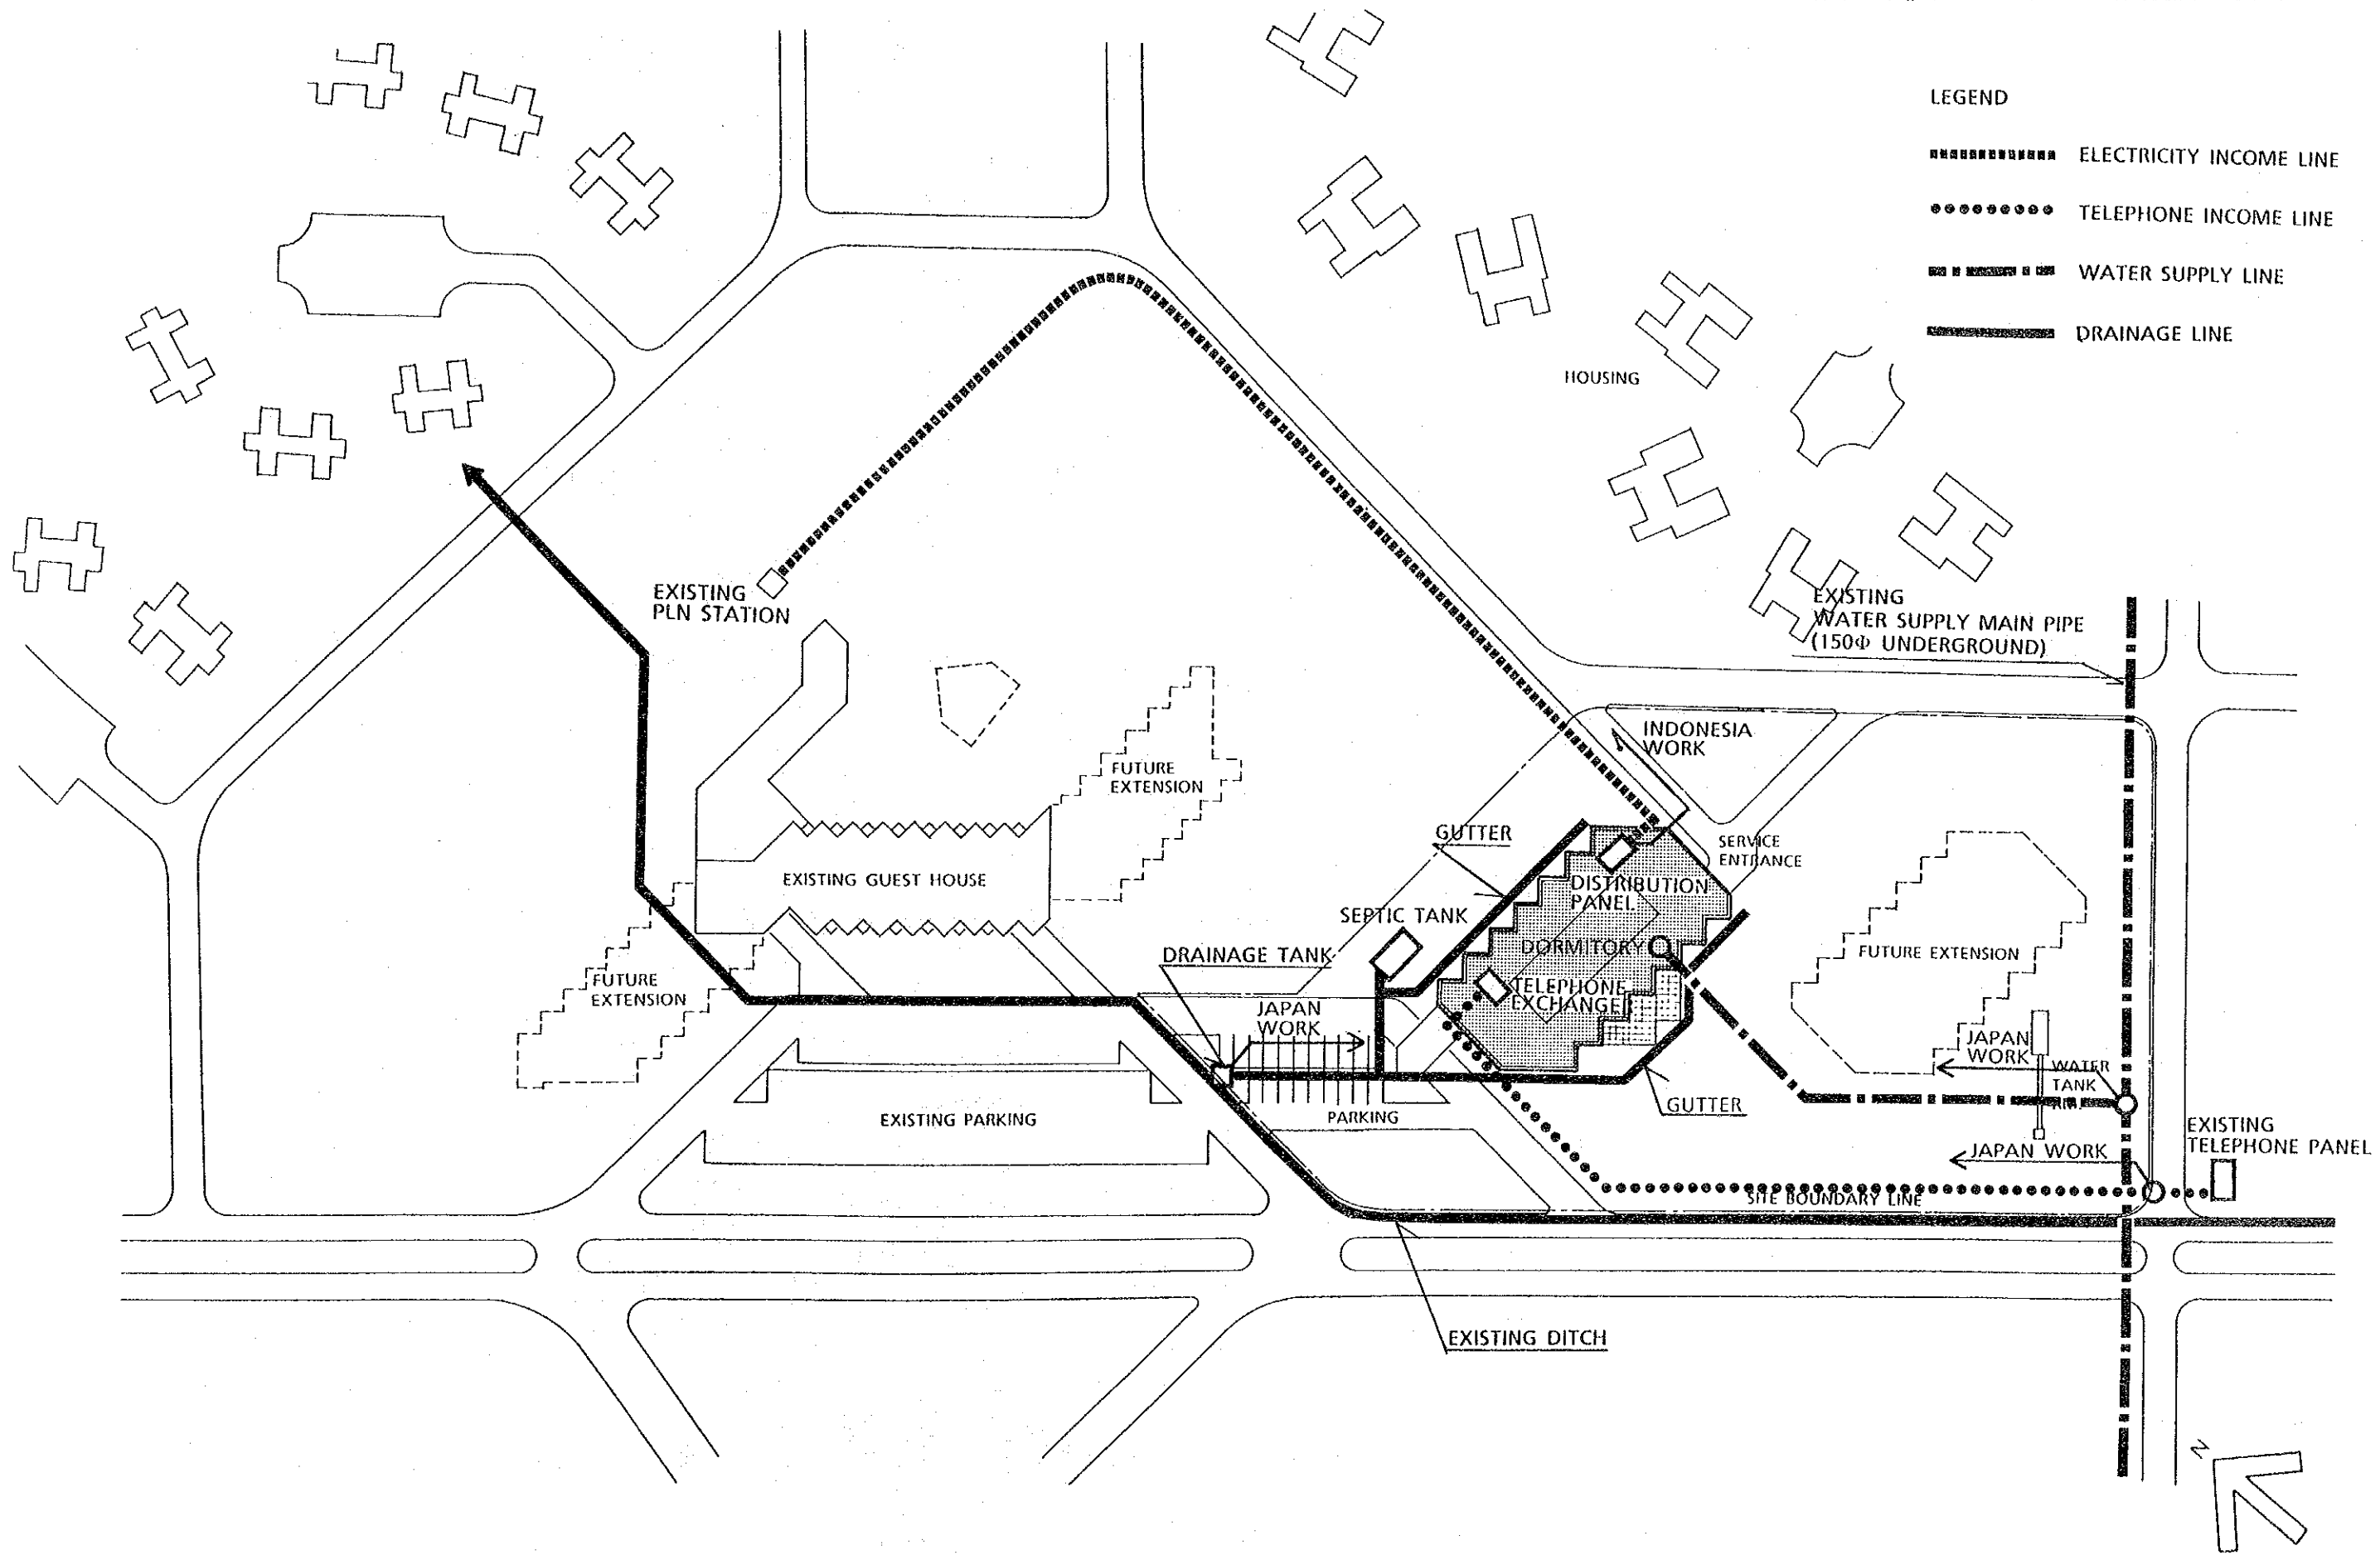 LEGEND
ELECTRICITY INCOME LINE
TELEPHONE INCOME LINE
WATER SUPPLY LINE
DRAINAGE LINE
HOUSING
EXISTING
PLN STATION
EXISTING
WATER SUPPLY MAIN PIPE
(150Φ UNDERGROUND)
INDONESIA
WORK
FUTURE
EXTENSION
GUTTER
SERVICE
ENTRANCE
EXISTING GUEST HOUSE
DISTRIBUTION
PANEL
SEPTIC TANK
DORMITORY
DRAINAGE TANK
FUTURE EXTENSION
FUTURE
EXTENSION
TELEPHONE
EXCHANGE
JAPAN
WORK
JAPAN
WORK
WATER
TANK
GUTTER
PARKING
EXISTING PARKING
EXISTING
TELEPHONE PANEL
JAPAN WORK
SITE BOUNDARY LINE
EXISTING DITCH
N